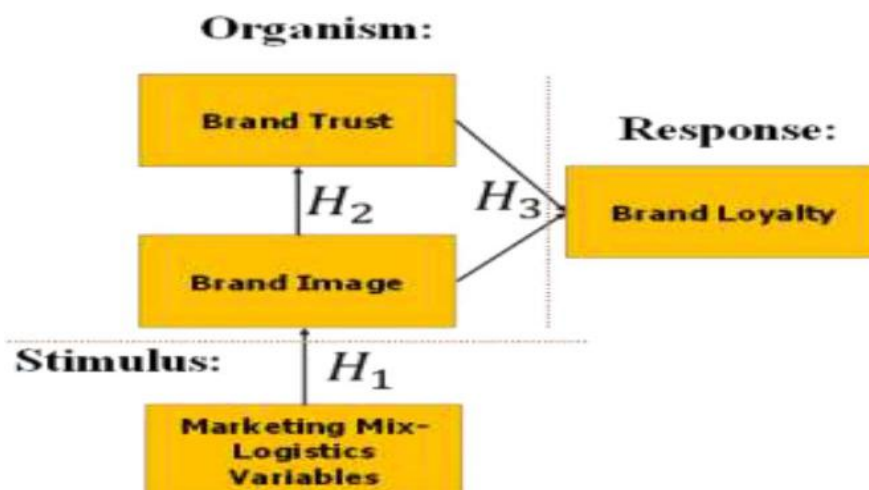 Organism:
Brand Trust
Response:
H₂
H₃
Brand Loyalty
Brand Image
Stimulus:
H₁
Marketing Mix-
Logistics
Variables